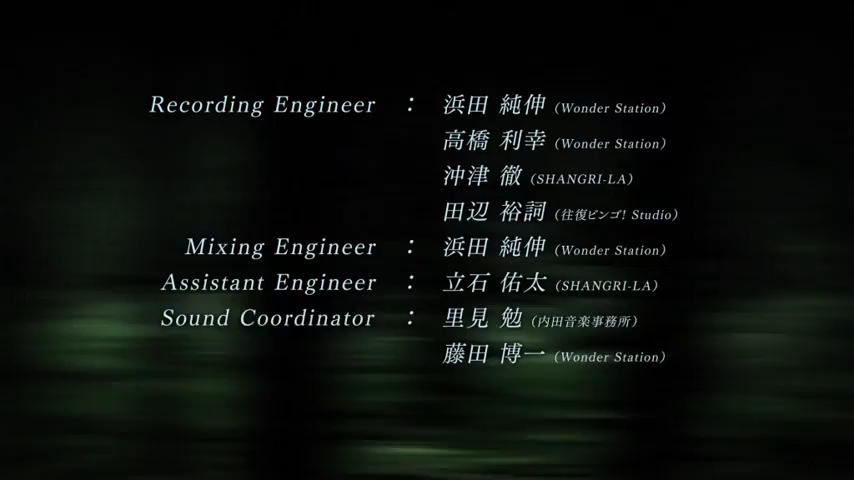 Recording Engineer : 浜田 純伸 (Wonder Station)
高橋 利幸 (Wonder Station)
沖津 徹 (SHANGRI-LA)
田辺 裕詞 (往復ビンゴ! Studio)
Mixing Engineer : 浜田 純伸 (Wonder Station)
Assistant Engineer : 立石 佑太 (SHANGRI-LA)
Sound Coordinator : 里見 勉 (内田音楽事務所)
藤田 博一 (Wonder Station)